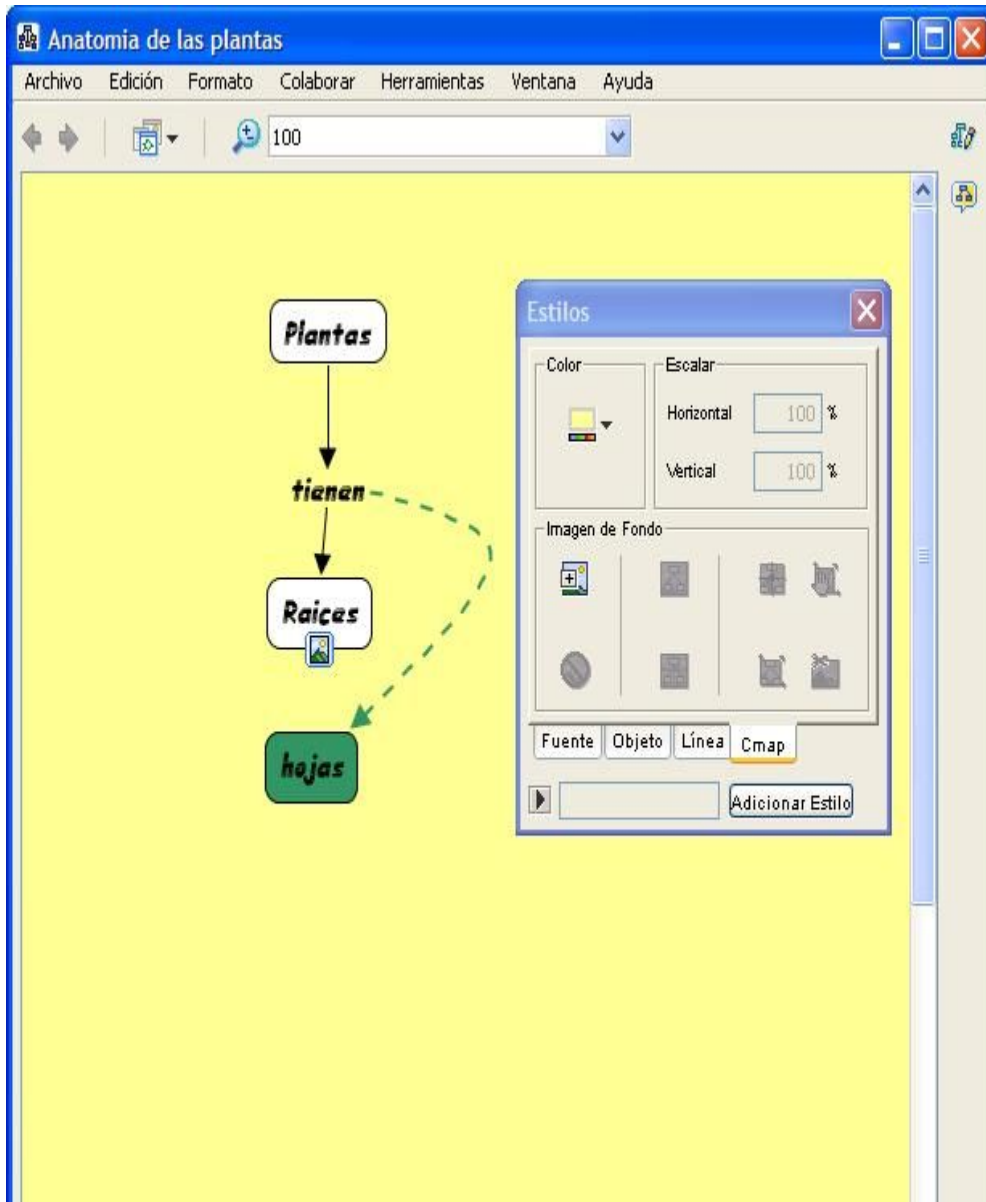 Anatomia de las plantas
Archivo Edición Formato Colaborar Herramientas Ventana Ayuda
100
Plantas
tienen
Raices
hojas
Estilos
Color
Escalar
Horizontal 100 %
Vertical 100 %
Imagen de Fondo
Fuente Objeto Línea Cmap
Adicionar Estilo